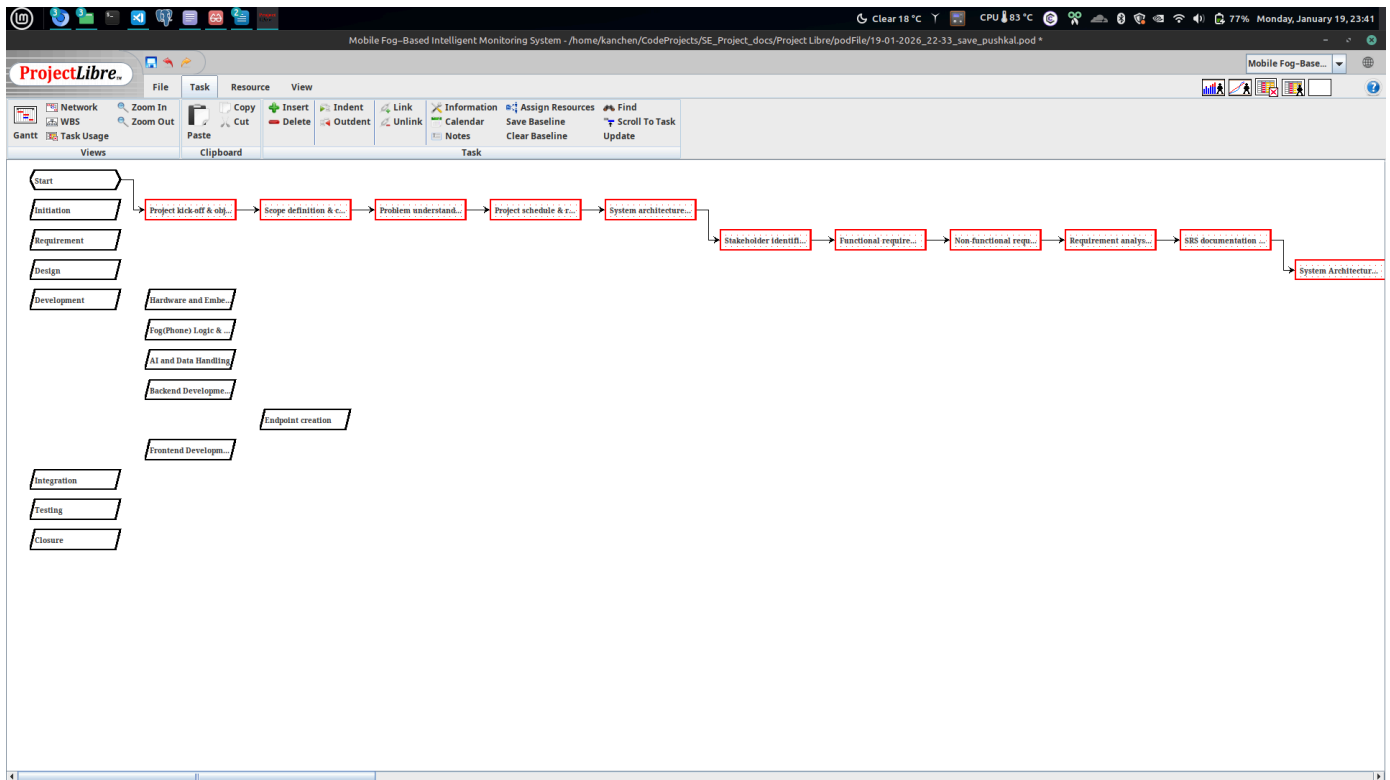 3
3
2
Clear 18 °C
CPU 83 °C
77% Monday, January 19, 23:41
Mobile Fog-Based Intelligent Monitoring System - /home/kanchen/CodeProjects/SE_Project_docs/Project Libre/podFile/19-01-2026_22-33_save_pushkal.pod *
ProjectLibre
Mobile Fog-Base...
File Task Resource View
Network Zoom In Copy Insert Indent Link Information Assign Resources Find
WBS Zoom Out Cut Delete Outdent Unlink Calendar Save Baseline Scroll To Task
Gantt Task Usage Paste Notes Clear Baseline Update
Views Clipboard Task
Start
Initiation Project kick-off & obj... Scope definition & c... Problem understand... Project schedule & r... System architecture...
Requirement Stakeholder identifi... Functional require... Non-functional requ... Requirement analys... SRS documentation ...
Design System Architectur...
Development Hardware and Embe...
Fog(Phone) Logic & ...
AI and Data Handling
Backend Developme...
Endpoint creation
Frontend Developm...
Integration
Testing
Closure